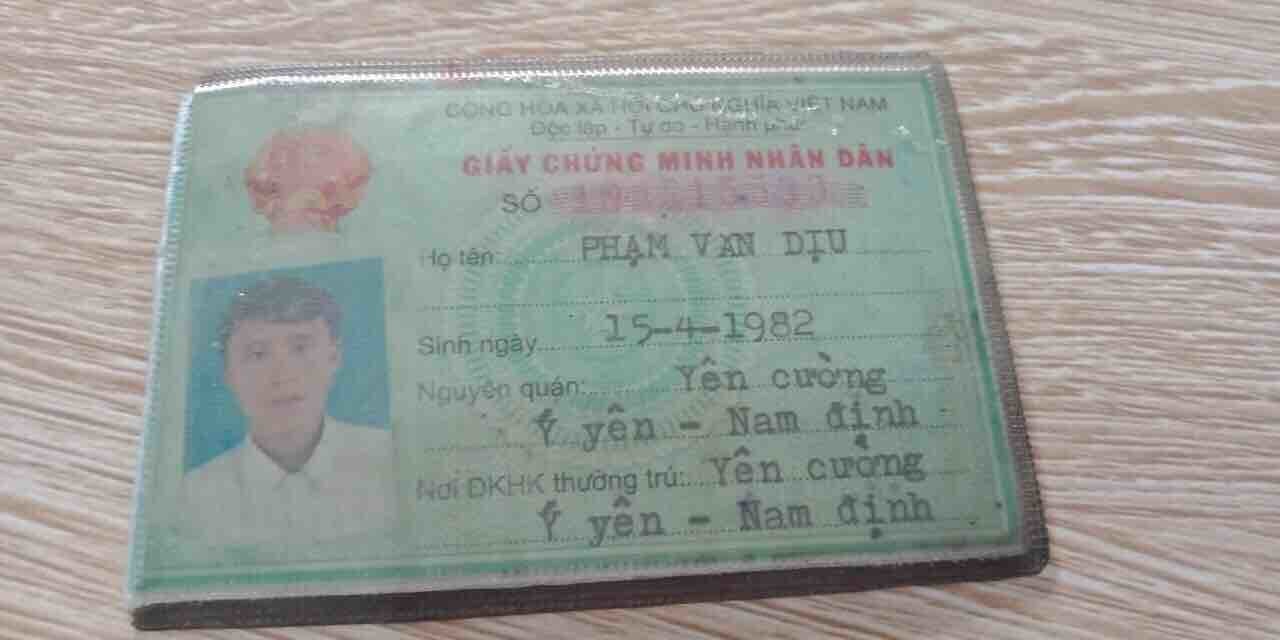 CỘNG HÒA XÃ HỘI CHỦ NGHĨA VIỆT NAM
Độc lập - Tự do - Hạnh phúc
GIẤY CHỨNG MINH NHÂN DÂN
SỐ
Họ tên: PHẠM VAN DỊU
Sinh ngày 15-4-1982
Nguyên quán: Yên cường
Ý yên - Nam định
Nơi ĐKHK thường trú: Yên cường
Ý yên - Nam định